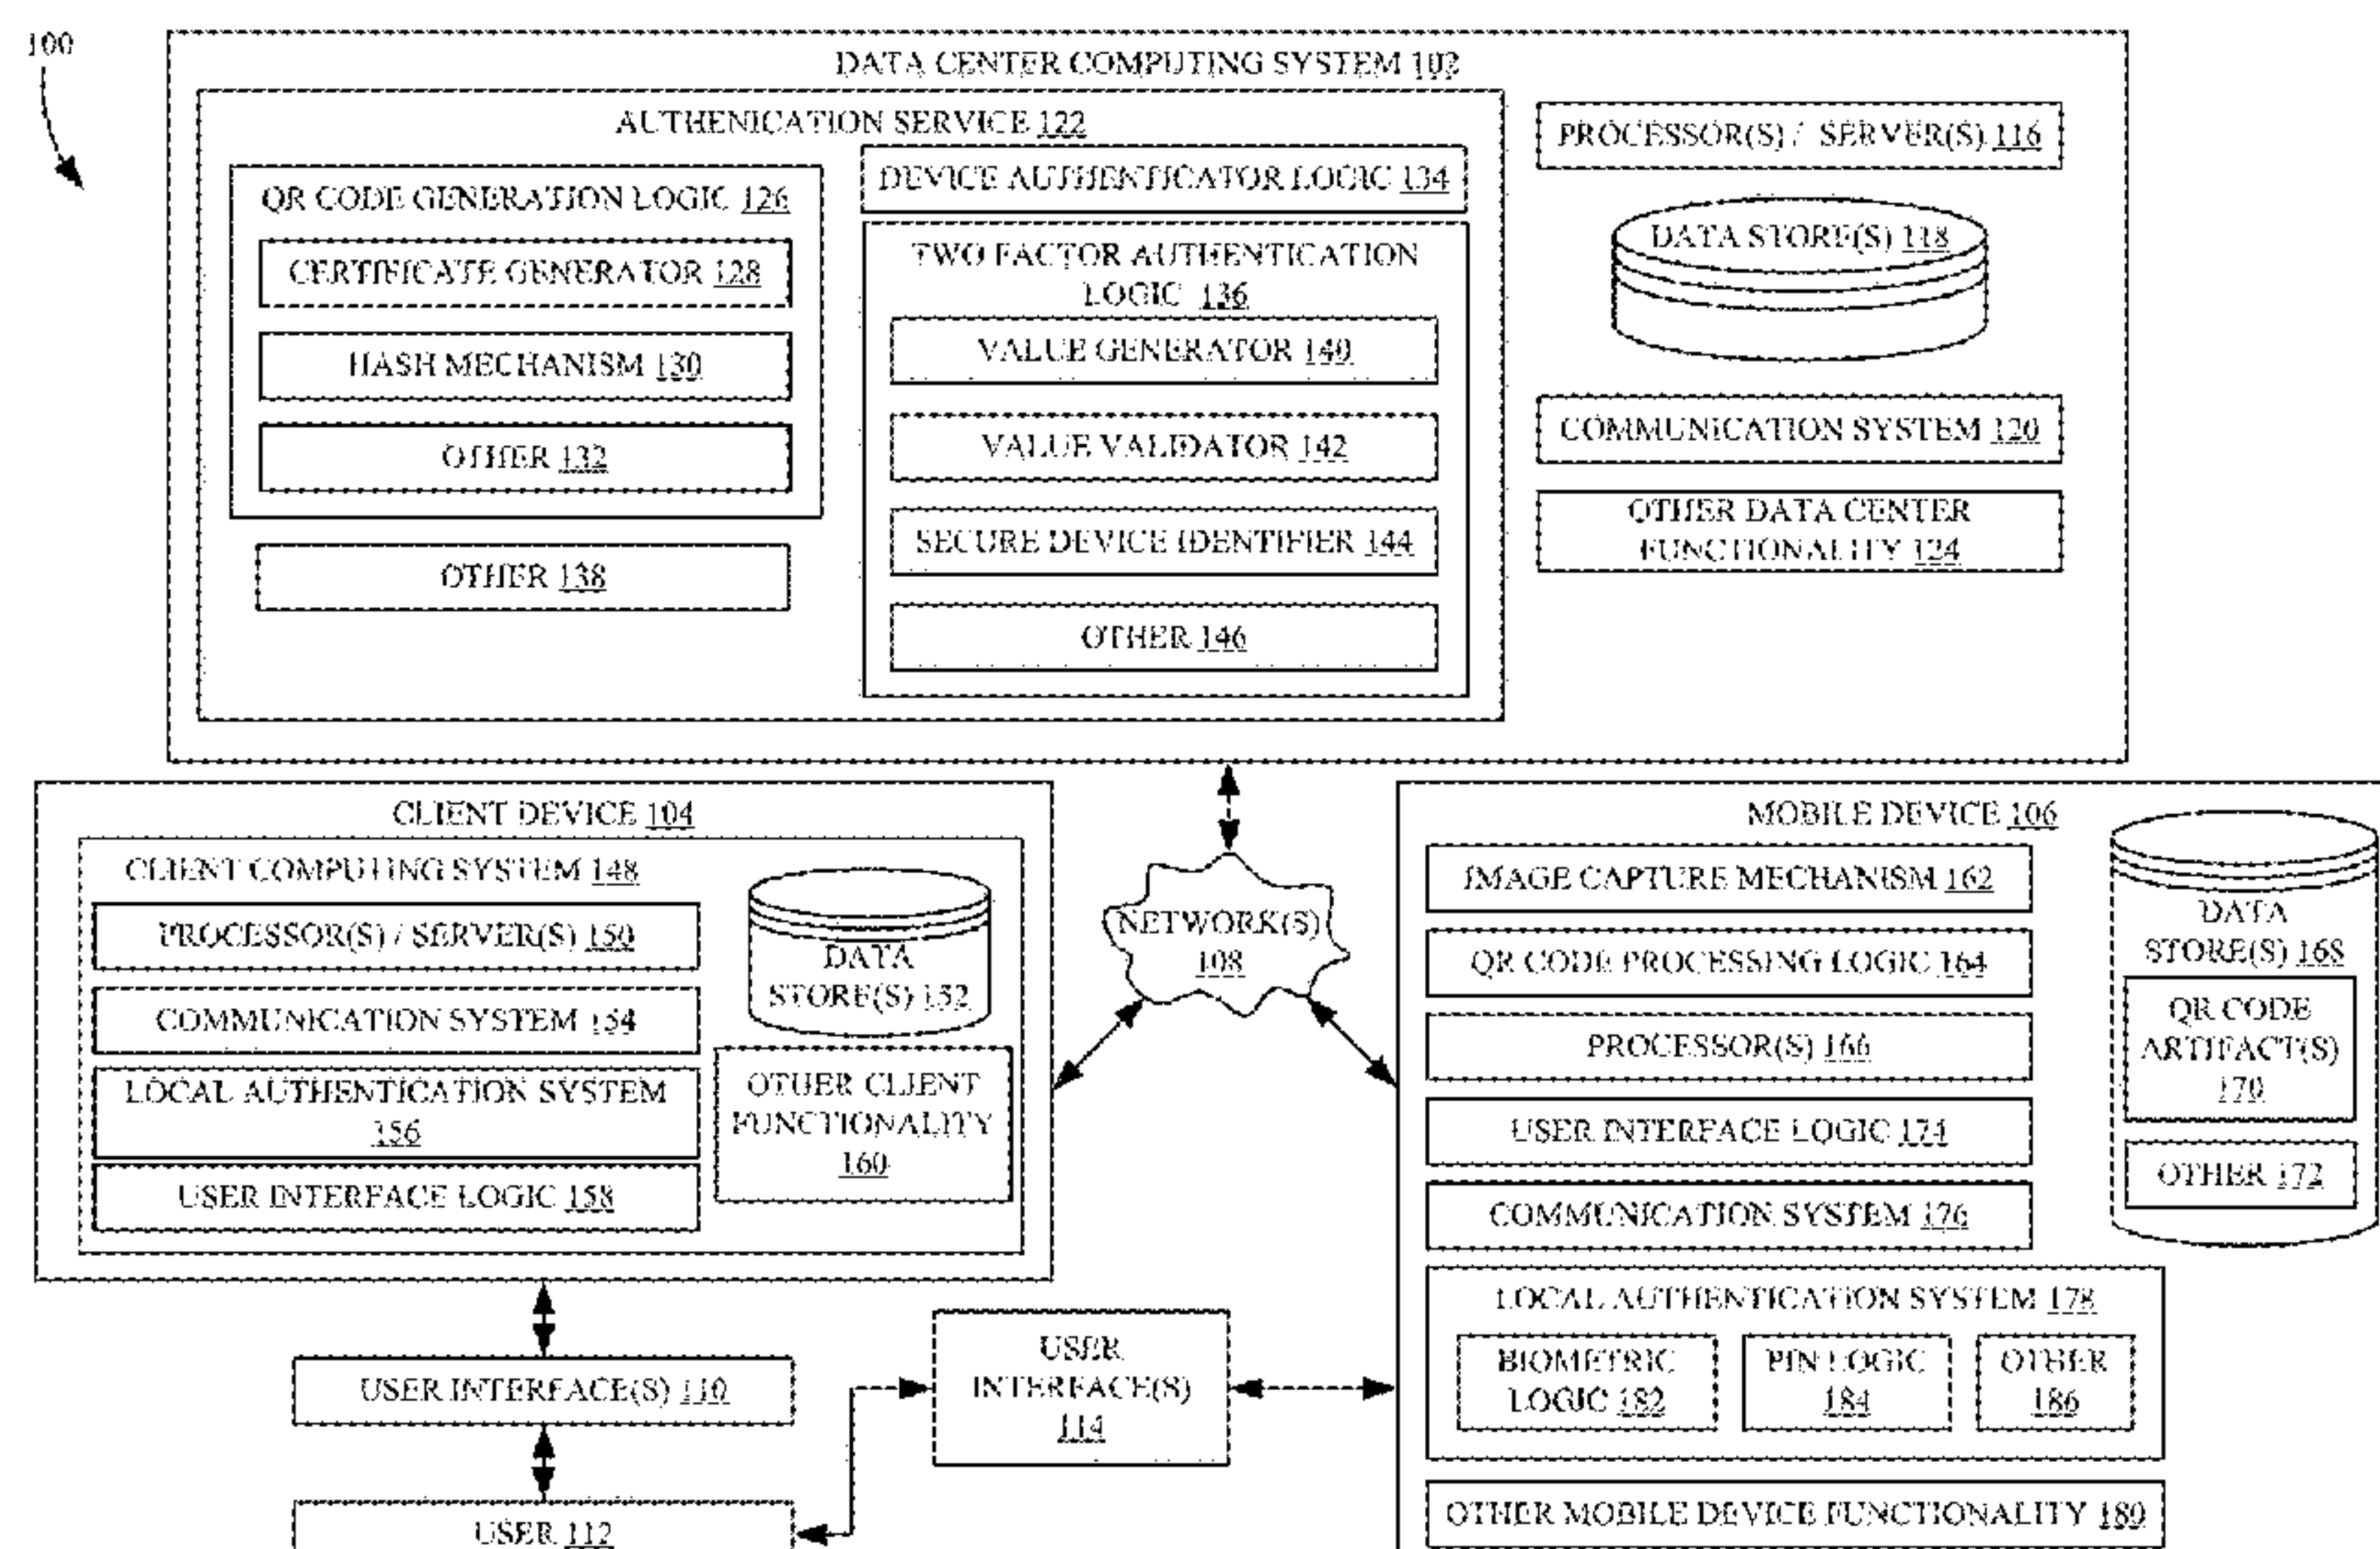 100
DATA CENTER COMPUTING SYSTEM 102
AUTHENICATION SERVICE 122
QR CODE GENERATION LOGIC 126
CERTIFICATE GENERATOR 128
HASH MECHANISM 130
OTHER 132
OTHER 138
DEVICE AUTHENTICATOR LOGIC 134
TWO FACTOR AUTHENTICATION
LOGIC 136
VALUE GENERATOR 140
VALUE VALIDATOR 142
SECURE DEVICE IDENTIFIER 144
OTHER 146
PROCESSOR(S) / SERVER(S) 116
DATA STORE(S) 118
COMMUNICATION SYSTEM 120
OTHER DATA CENTER
FUNCTIONALITY 124
CLIENT DEVICE 104
CLIENT COMPUTING SYSTEM 148
PROCESSOR(S) / SERVER(S) 150
COMMUNICATION SYSTEM 154
LOCAL AUTHENTICATION SYSTEM
156
USER INTERFACE LOGIC 158
DATA
STORE(S) 152
OTHER CLIENT
FUNCTIONALITY
160
NETWORK(S)
108
MOBILE DEVICE 106
IMAGE CAPTURE MECHANISM 162
QR CODE PROCESSING LOGIC 164
PROCESSOR(S) 166
USER INTERFACE LOGIC 174
COMMUNICATION SYSTEM 176
DATA
STORE(S) 168
QR CODE
ARTIFACT(S)
170
OTHER 172
LOCAL AUTHENTICATION SYSTEM 178
BIOMETRIC
LOGIC 182
PIN LOGIC
184
OTHER
186
OTHER MOBILE DEVICE FUNCTIONALITY 180
USER INTERFACE(S) 110
USER
INTERFACE(S)
114
USER 112